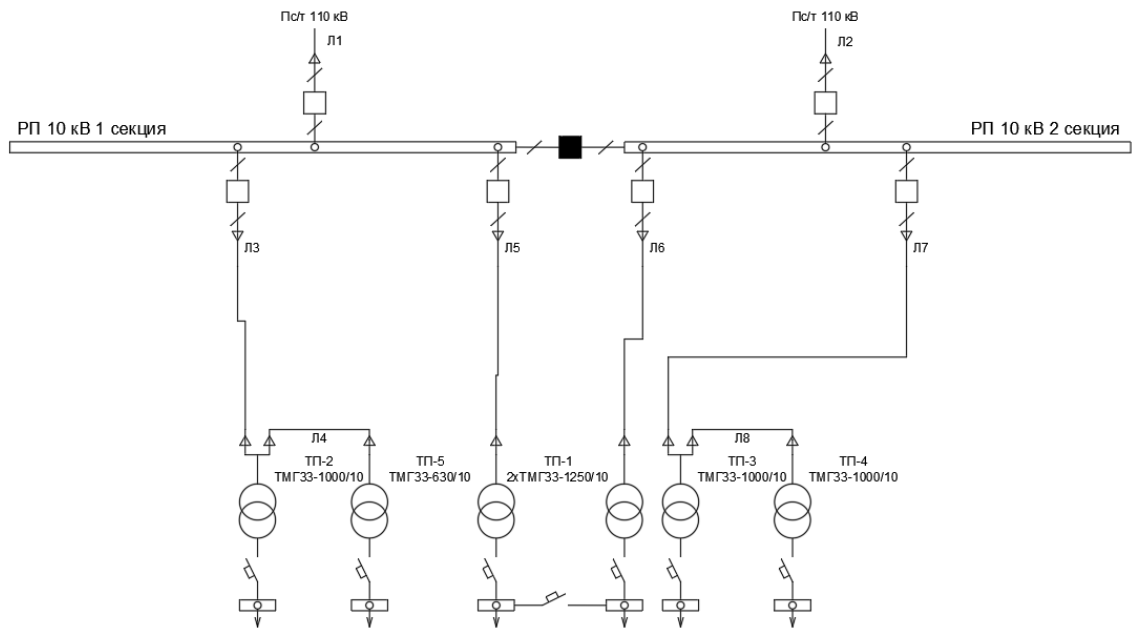 Пс/т 110 кВ
Пс/т 110 кВ
Л1
Л2
РП 10 кВ 1 секция
РП 10 кВ 2 секция
Л3
Л5
Л6
Л7
Л4
Л8
ТП-2
ТМГ33-1000/10
ТП-5
ТМГ33-630/10
ТП-1
2хТМГ33-1250/10
ТП-3
ТМГ33-1000/10
ТП-4
ТМГ33-1000/10